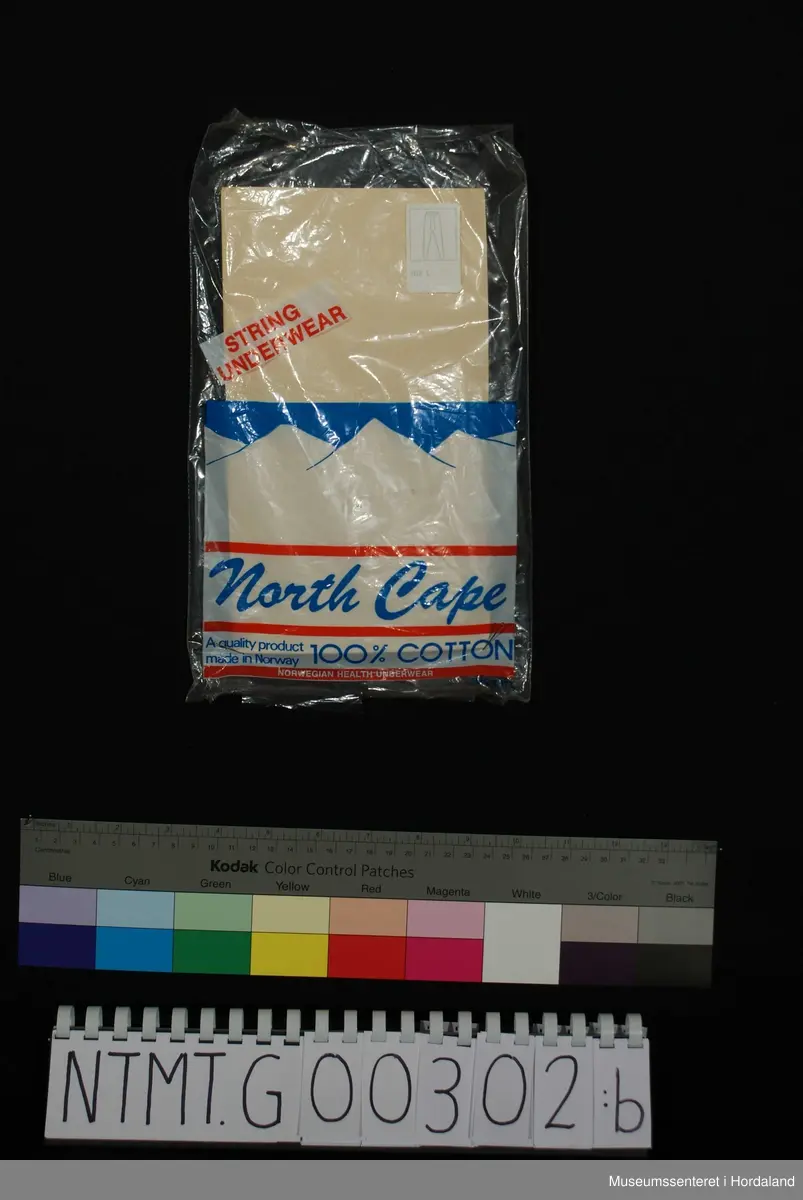 STRING
UNDERWEAR
North Cape
A quality product
made in Norway
100% COTTON
NORWEGIAN HEALTH UNDERWEAR
Kodak Color Control Patches
Blue Cyan Green Yellow Red Magenta White 3/Color Black
NTMT.G00302:b
Museumssenteret i Hordaland